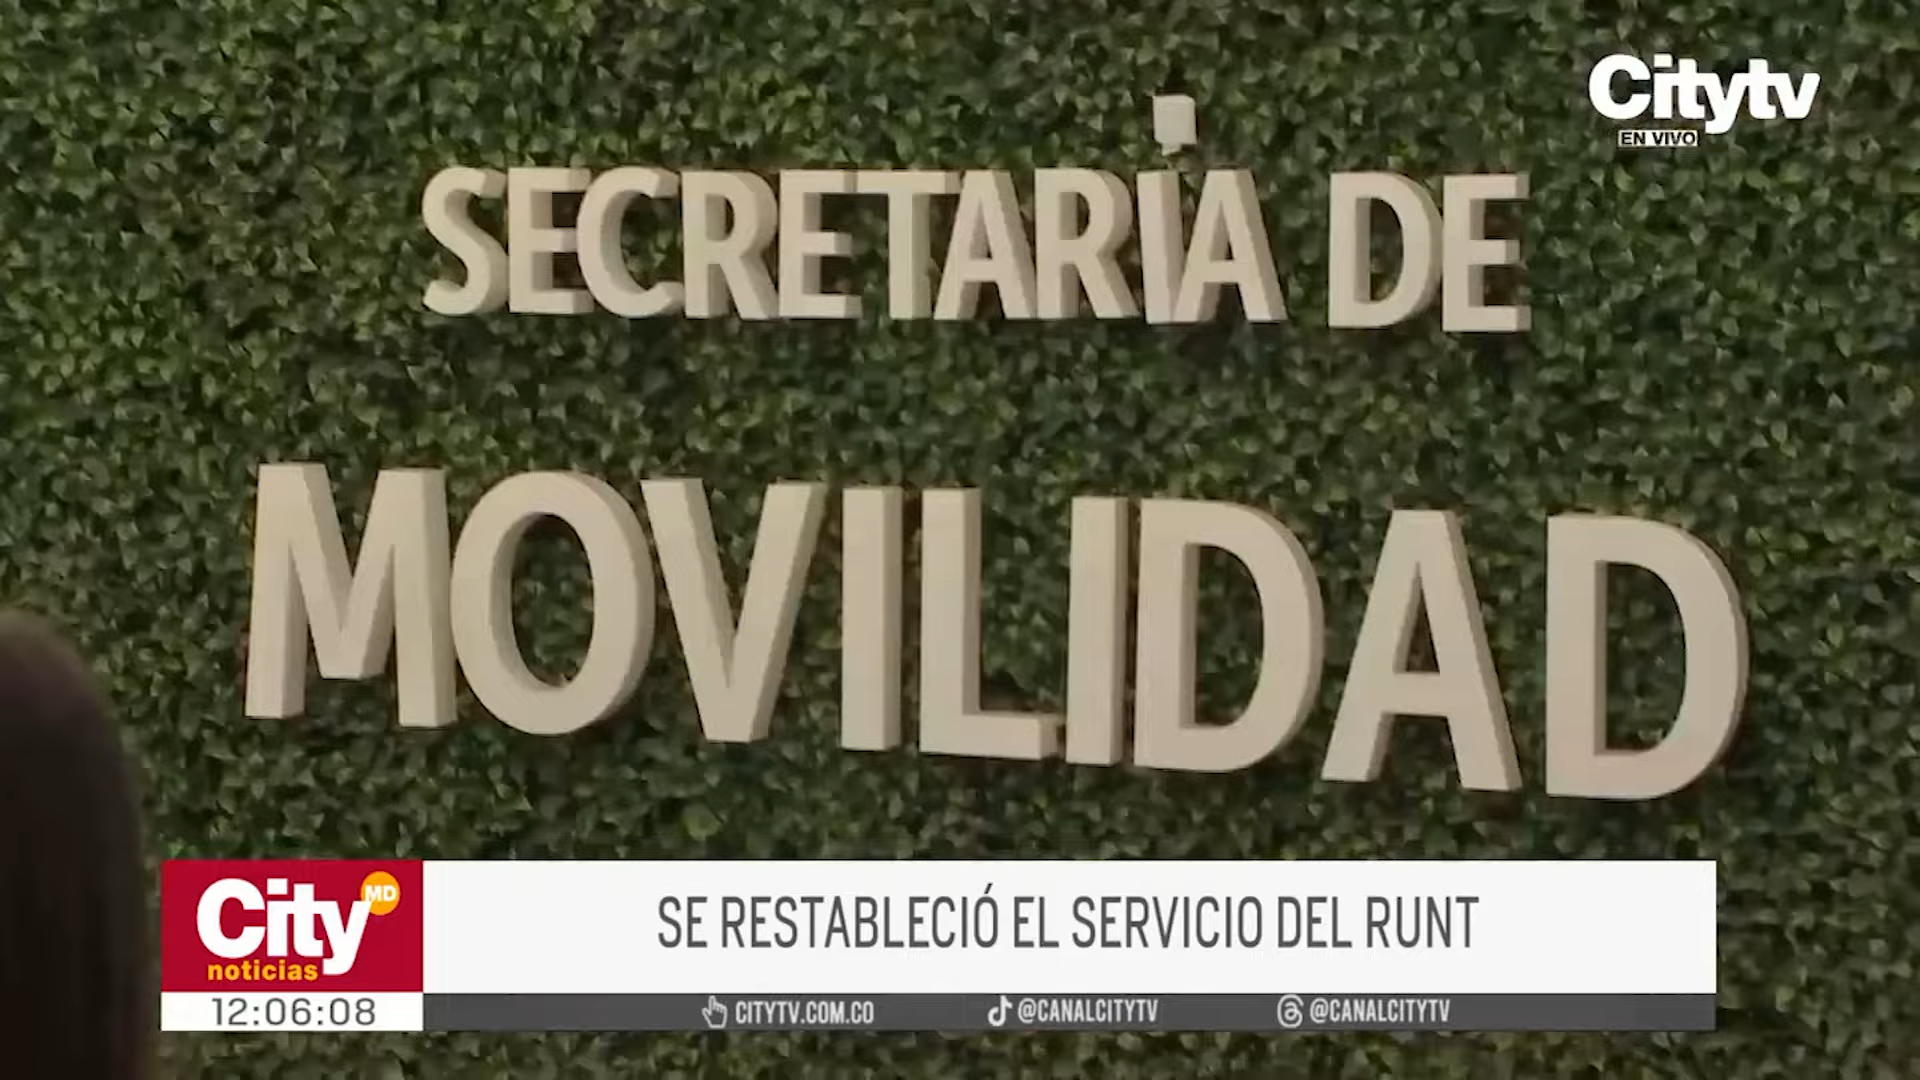 Citytv
EN VIVO
SECRETARÍA DE
MOVILIDAD
City MD
noticias
SE RESTABLECIÓ EL SERVICIO DEL RUNT
12:06:08
CITYTV.COM.CO
@CANALCITYTV
@CANALCITYTV